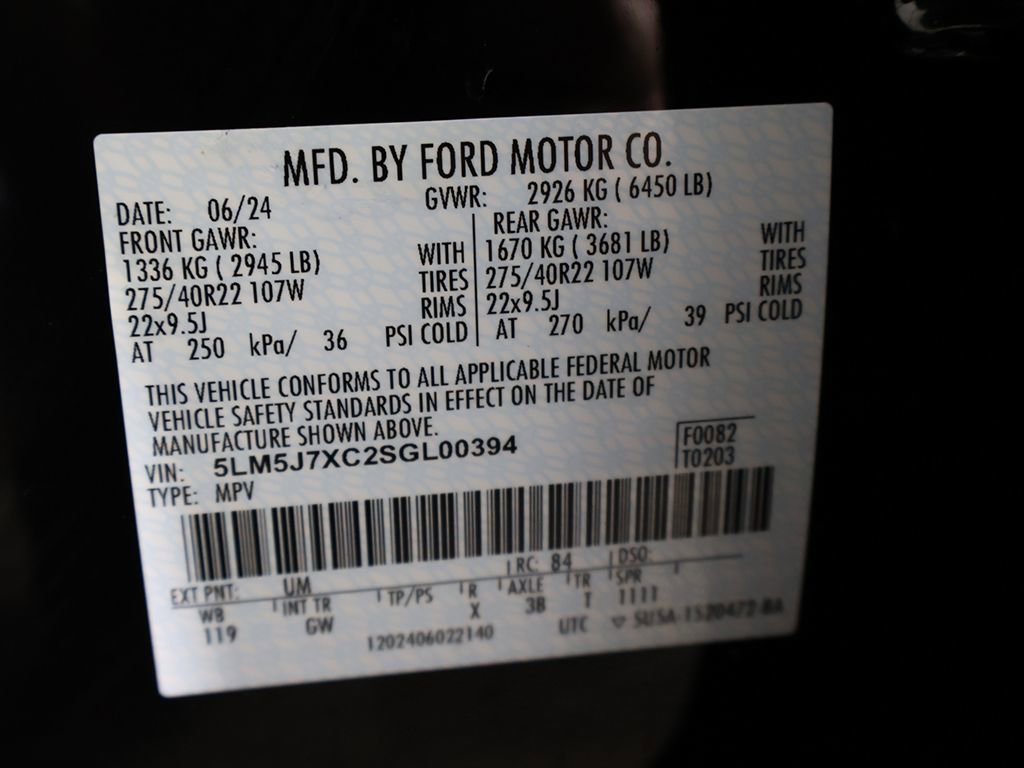 MFD. BY FORD MOTOR CO.
DATE: 06/24 GVWR: 2926 KG ( 6450 LB)
FRONT GAWR: WITH
1336 KG ( 2945 LB) TIRES
275/40R22 107W RIMS
22x9.5J
AT 250 kPa/ 36 PSI COLD
REAR GAWR: WITH
1670 KG ( 3681 LB) TIRES
275/40R22 107W RIMS
22x9.5J
AT 270 kPa/ 39 PSI COLD
THIS VEHICLE CONFORMS TO ALL APPLICABLE FEDERAL MOTOR
VEHICLE SAFETY STANDARDS IN EFFECT ON THE DATE OF
MANUFACTURE SHOWN ABOVE.
VIN: 5LM5J7XC2SGL00394
TYPE: MPV
F0082
T0203
EXT PNT: UM RC: 84 DSO:
WB INT TR TP/PS R AXLE TR SPR
119 GW X 3B T 1111
1202406022140 UTC ▽ SU5A-1520472-BA